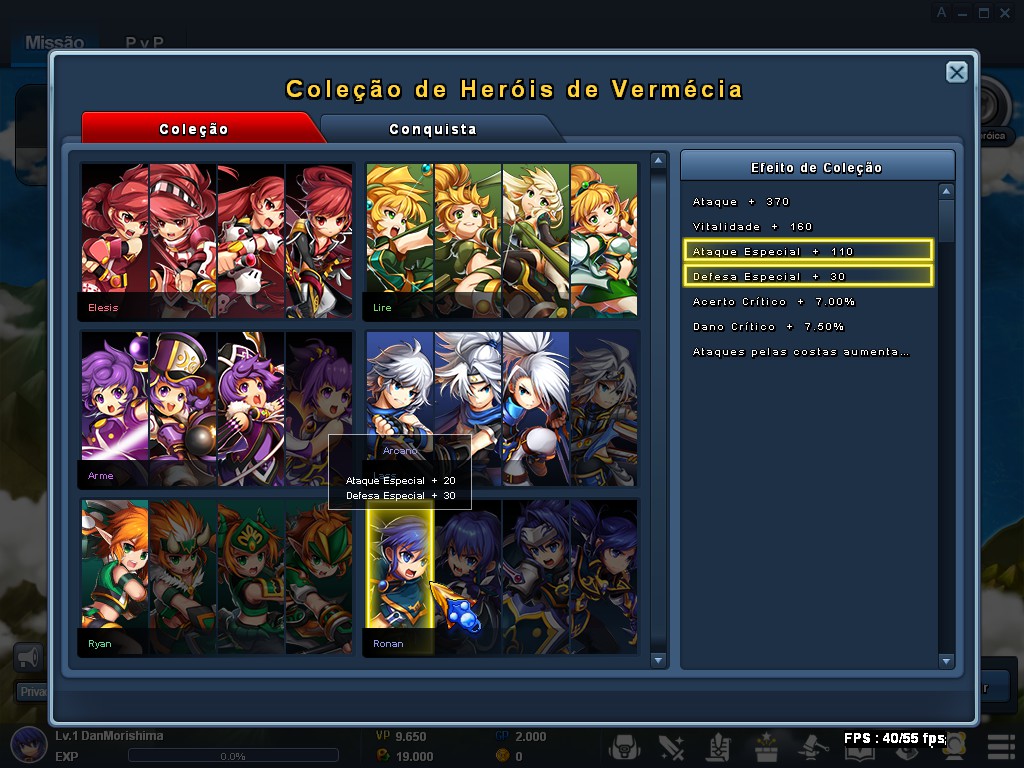 A
Missão
P v P
Coleção de Heróis de Vermécia
Coleção
Conquista
Efeito de Coleção
Ataque + 370
Vitalidade + 160
Ataque Especial + 110
Defesa Especial + 30
Acerto Crítico + 7.00%
Dano Crítico + 7.50%
Ataques pelas costas aumenta...
Elesis
Lire
Arme
Arcano
Lass
Ataque Especial + 20
Defesa Especial + 30
Ryan
Ronan
Lv.1 DanMorishima
EXP
0.0%
VP 9.650
19.000
GP 2.000
0
FPS : 40/55 fps